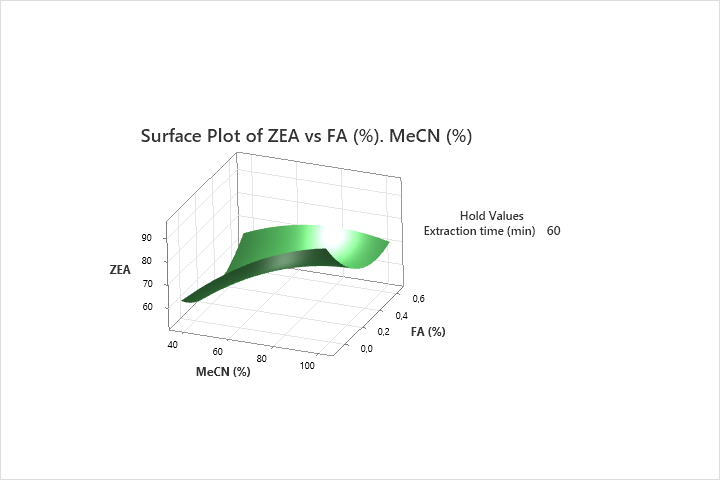 Surface Plot of ZEA vs FA (%). MeCN (%)
Hold Values
Extraction time (min) 60
90
80
70
60
ZEA
0,6
0,4
0,2
0,0
FA (%)
40
60
80
100
MeCN (%)